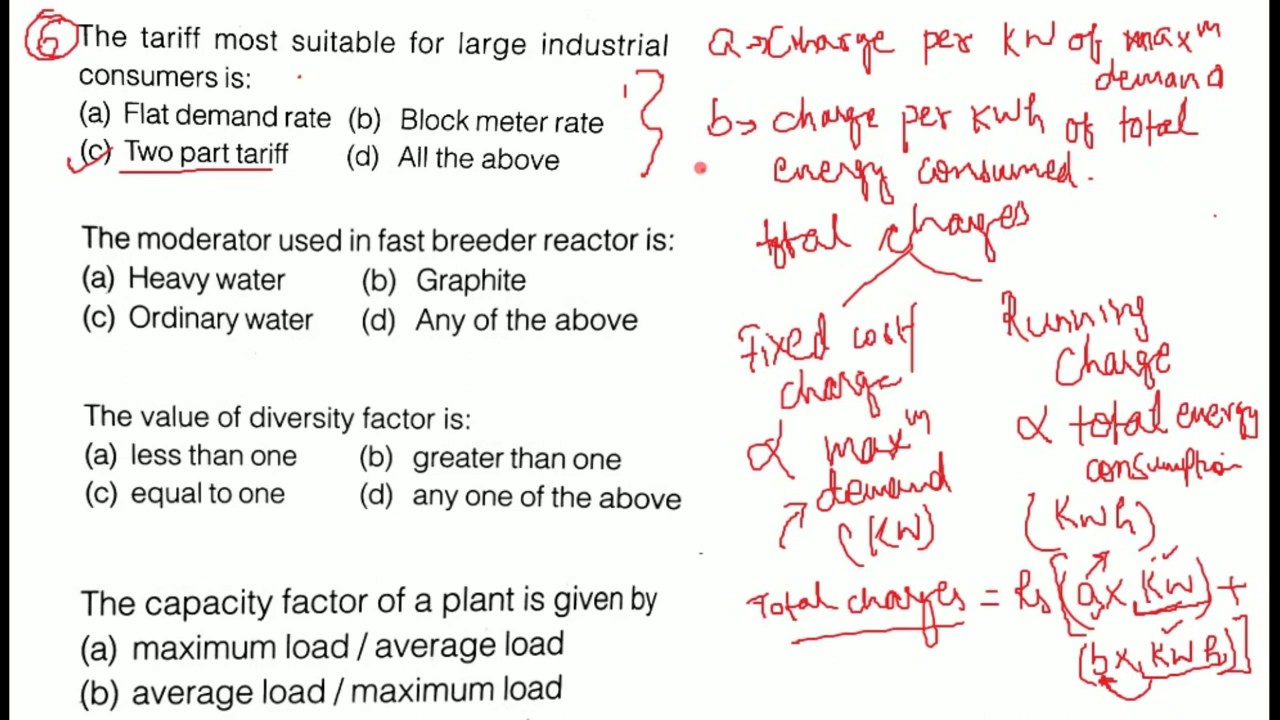 6 The tariff most suitable for large industrial
consumers is:
(a) Flat demand rate (b) Block meter rate
(c) Two part tariff (d) All the above
The moderator used in fast breeder reactor is:
(a) Heavy water (b) Graphite
(c) Ordinary water (d) Any of the above
The value of diversity factor is:
(a) less than one (b) greater than one
(c) equal to one (d) any one of the above
The capacity factor of a plant is given by
(a) maximum load / average load
(b) average load / maximum load
a → Charge per KW of maxᵐ
demand
b → charge per KWh of total
energy consumed.
total charges
Fixed cost
charge
∝ maxᵐ
demand
(KW)
Running
Charge
∝ total energy
consumption
(KWh)
Total charges = Rs [(a x KW) +
(b x KWh)]